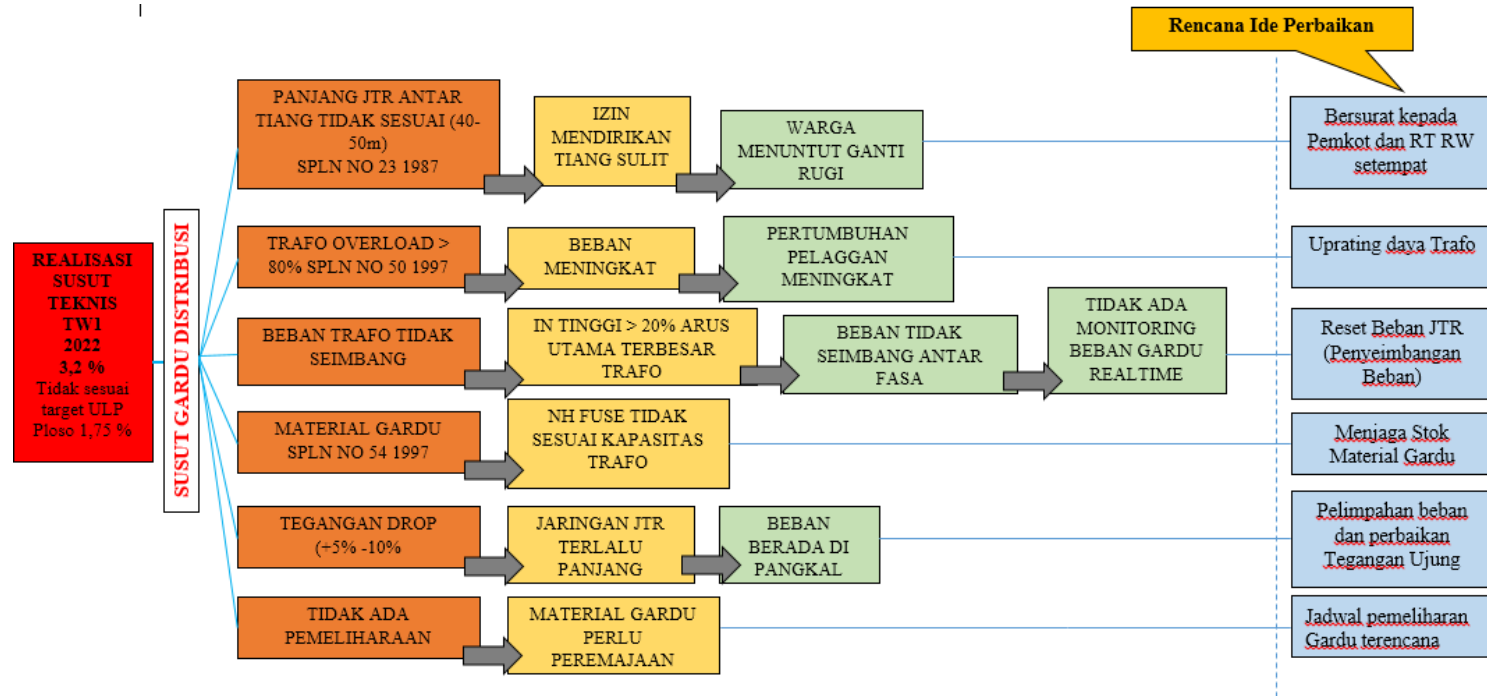 Rencana Ide Perbaikan
REALISASI
SUSUT
TEKNIS
TW1
2022
3,2 %
Tidak sesuai
target ULP
Ploso 1,75 %
SUSUT GARDU DISTRIBUSI
PANJANG JTR ANTAR
TIANG TIDAK SESUAI (40-
50m)
SPLN NO 23 1987
IZIN
MENDIRIKAN
TIANG SULIT
WARGA
MENUNTUT GANTI
RUGI
Bersurat kepada
Pemkot dan RT RW
setempat
TRAFO OVERLOAD >
80% SPLN NO 50 1997
BEBAN
MENINGKAT
PERTUMBUHAN
PELAGGAN
MENINGKAT
Uprating daya Trafo
BEBAN TRAFO TIDAK
SEIMBANG
IN TINGGI > 20% ARUS
UTAMA TERBESAR
TRAFO
BEBAN TIDAK
SEIMBANG ANTAR
FASA
TIDAK ADA
MONITORING
BEBAN GARDU
REALTIME
Reset Beban JTR
(Penyeimbangan
Beban)
MATERIAL GARDU
SPLN NO 54 1997
NH FUSE TIDAK
SESUAI KAPASITAS
TRAFO
Menjaga Stok
Material Gardu
TEGANGAN DROP
(+5% -10%
JARINGAN JTR
TERLALU
PANJANG
BEBAN
BERADA DI
PANGKAL
Pelimpahan beban
dan perbaikan
Tegangan Ujung
TIDAK ADA
PEMELIHARAAN
MATERIAL GARDU
PERLU
PEREMAJAAN
Jadwal pemeliharan
Gardu terencana